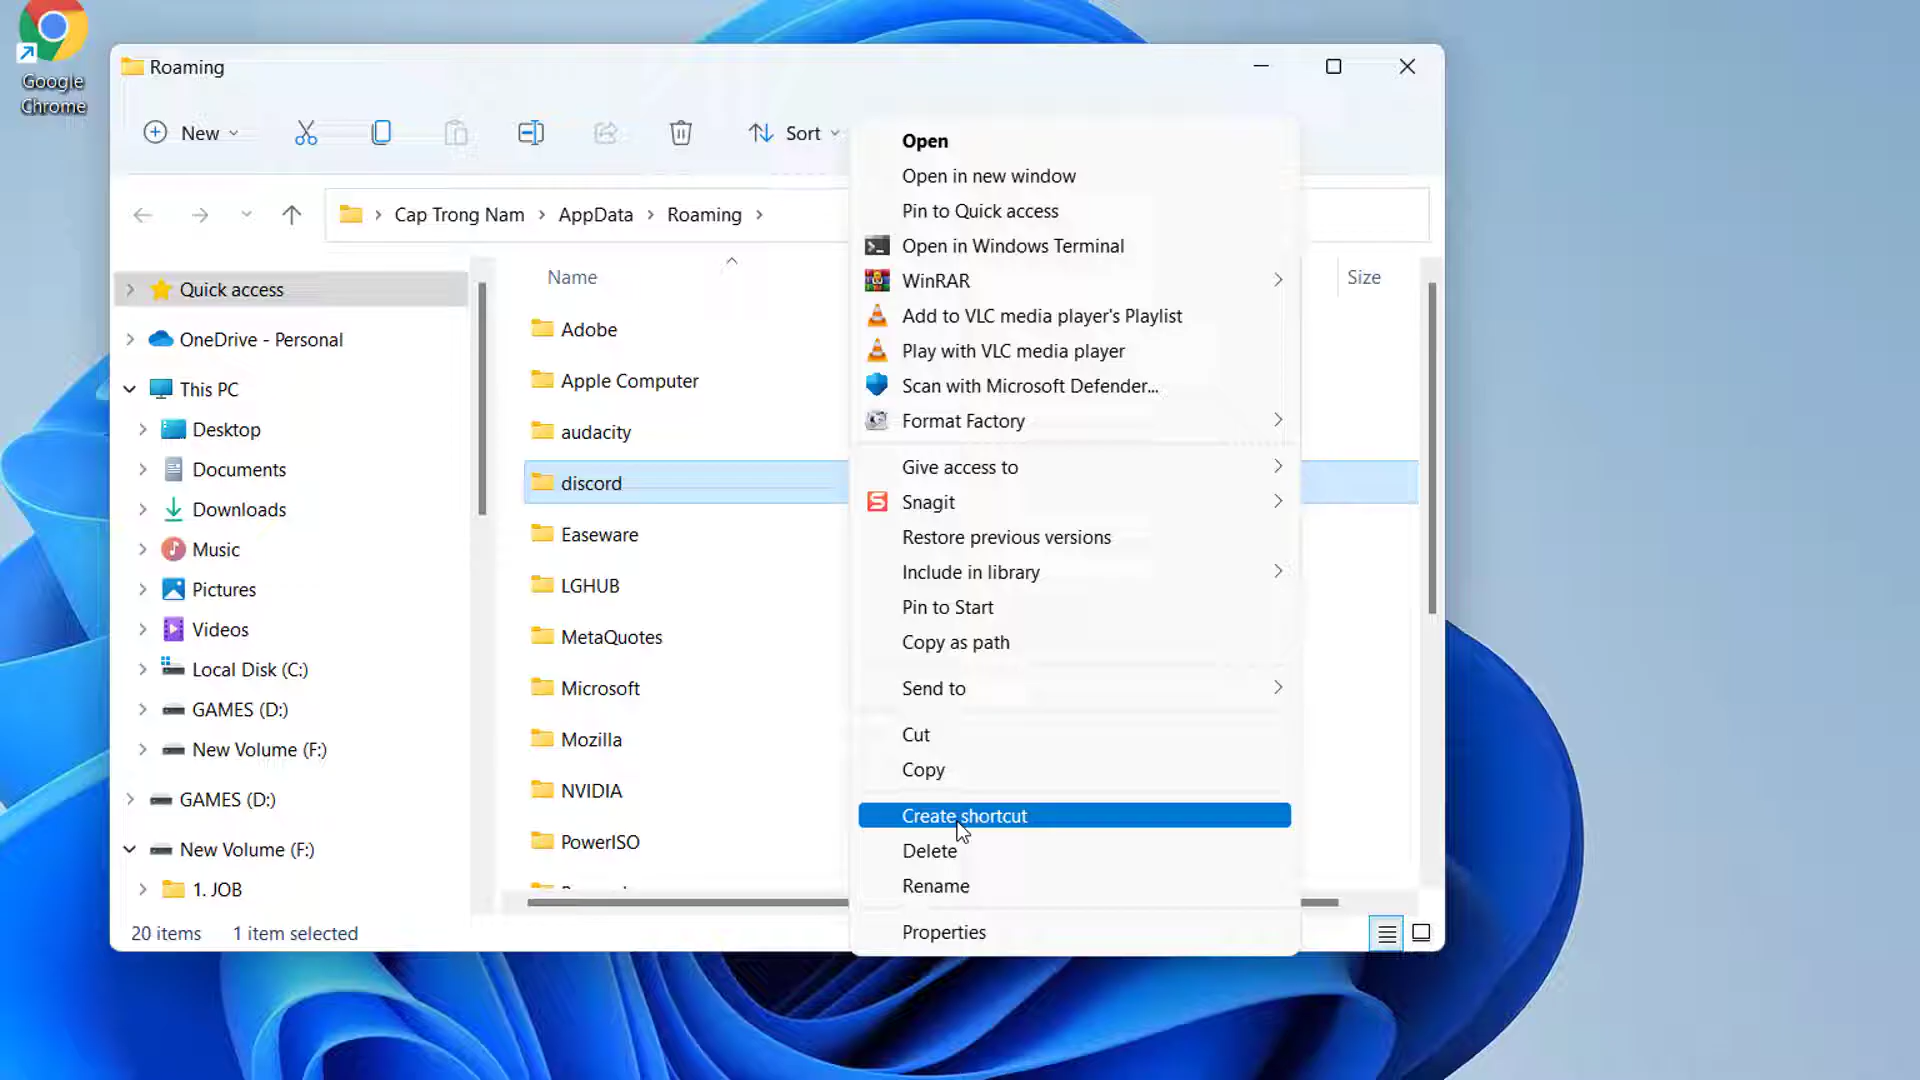 Google
Chrome
Roaming
New
Sort
Cap Trong Nam
AppData
Roaming
Quick access
OneDrive - Personal
This PC
Desktop
Documents
Downloads
Music
Pictures
Videos
Local Disk (C:)
GAMES (D:)
New Volume (F:)
GAMES (D:)
New Volume (F:)
1. JOB
Name
Size
Adobe
Apple Computer
audacity
discord
Easeware
LGHUB
MetaQuotes
Microsoft
Mozilla
NVIDIA
PowerISO
Open
Open in new window
Pin to Quick access
Open in Windows Terminal
WinRAR
Add to VLC media player's Playlist
Play with VLC media player
Scan with Microsoft Defender...
Format Factory
Give access to
Snagit
Restore previous versions
Include in library
Pin to Start
Copy as path
Send to
Cut
Copy
Create shortcut
Delete
Rename
Properties
20 items
1 item selected